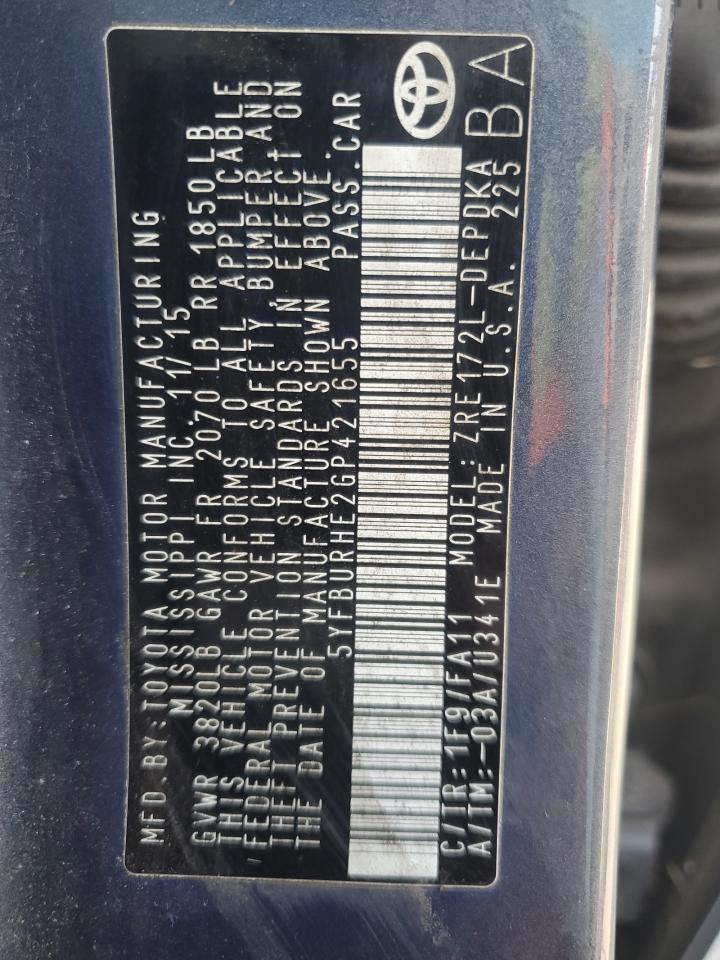 MFD.BY:TOYOTA MOTOR MANUFACTURING
MISSISSIPPI INC. 11/15
GVWR 3820LB GAWR FR 2070 LB RR 1850LB
THIS VEHICLE CONFORMS TO ALL APPLICABLE
FEDERAL MOTOR VEHICLE SAFETY, BUMPER AND
THEFT PREVENTION STANDARDS IN EFFECT ON
THE DATE OF MANUFACTURE SHOWN ABOVE.
5YFBURHE2GP421655 PASS.CAR
C/TR:1F9/FA11 MODEL:ZRE172L-DEPDKA
A/TM:-03A/U341E MADE IN U.S.A. 225 BA